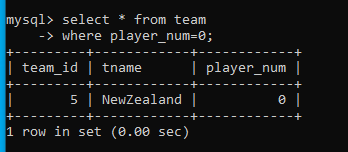 mysql> select * from team
    -> where player_num=0;
+---------+------------+------------+
| team_id | tname      | player_num |
+---------+------------+------------+
|       5 | NewZealand |          0 |
+---------+------------+------------+
1 row in set (0.00 sec)